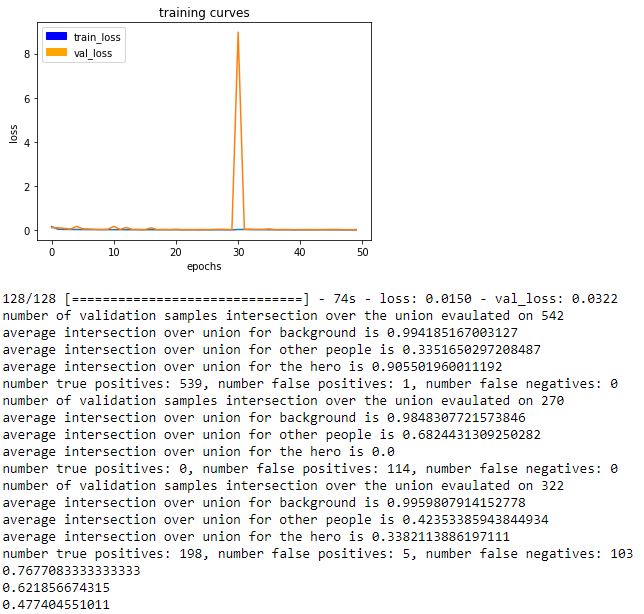 training curves
train_loss
val_loss
8
6
4
2
0
loss
0 10 20 30 40 50
epochs
128/128 [==============================] - 74s - loss: 0.0150 - val_loss: 0.0322
number of validation samples intersection over the union evaulated on 542
average intersection over union for background is 0.994185167003127
average intersection over union for other people is 0.3351650297208487
average intersection over union for the hero is 0.905501960011192
number true positives: 539, number false positives: 1, number false negatives: 0
number of validation samples intersection over the union evaulated on 270
average intersection over union for background is 0.9848307721573846
average intersection over union for other people is 0.6824431309250282
average intersection over union for the hero is 0.0
number true positives: 0, number false positives: 114, number false negatives: 0
number of validation samples intersection over the union evaulated on 322
average intersection over union for background is 0.9959807914152778
average intersection over union for other people is 0.42353385943844934
average intersection over union for the hero is 0.3382113886197111
number true positives: 198, number false positives: 5, number false negatives: 103
0.7677083333333333
0.621856674315
0.477404551011